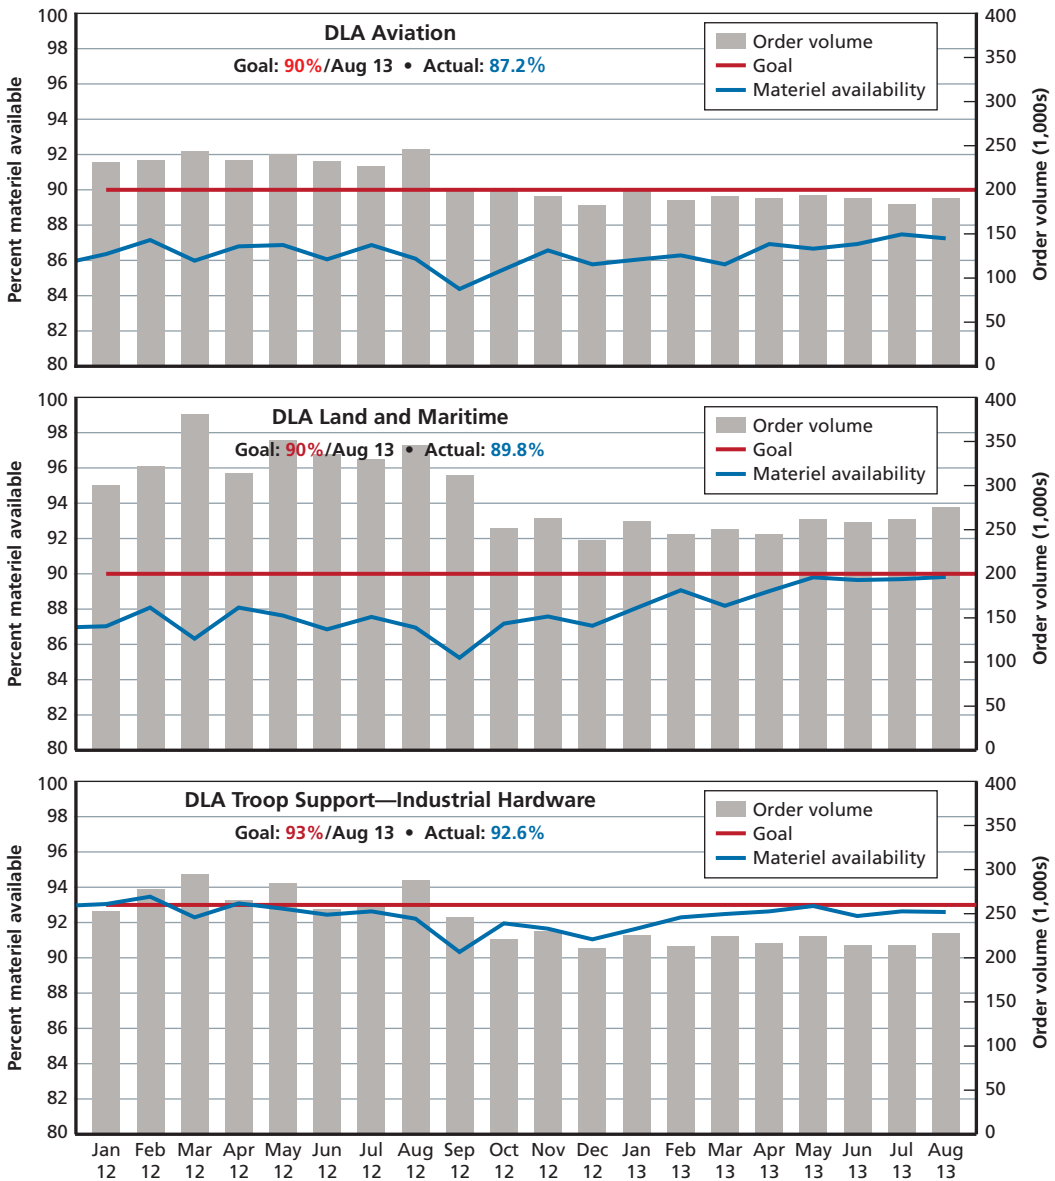 DLA Aviation
Goal: 90%/Aug 13 • Actual: 87.2%
Order volume
Goal
Materiel availability
Percent materiel available
100
98
96
94
92
90
88
86
84
82
80
400
350
300
250
200
150
100
50
0
Order volume (1,000s)
DLA Land and Maritime
Goal: 90%/Aug 13 • Actual: 89.8%
Order volume
Goal
Materiel availability
Percent materiel available
100
98
96
94
92
90
88
86
84
82
80
400
350
300
250
200
150
100
50
0
Order volume (1,000s)
DLA Troop Support—Industrial Hardware
Goal: 93%/Aug 13 • Actual: 92.6%
Order volume
Goal
Materiel availability
Percent materiel available
100
98
96
94
92
90
88
86
84
82
80
400
350
300
250
200
150
100
50
0
Order volume (1,000s)
Jan Feb Mar Apr May Jun Jul Aug Sep Oct Nov Dec Jan Feb Mar Apr May Jun Jul Aug
12 12 12 12 12 12 12 12 12 12 12 12 13 13 13 13 13 13 13 13